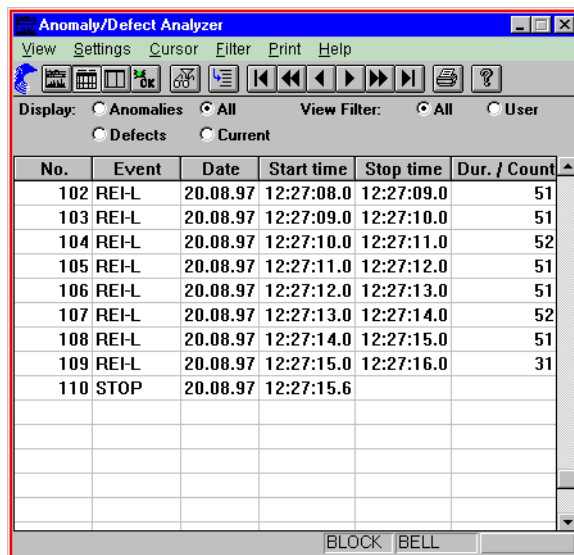 Anomaly/Defect Analyzer
View Settings Cursor Filter Print Help
OK
Display: Anomalies All View Filter: All User
Defects Current
No. Event Date Start time Stop time Dur. / Count
102 REI-L 20.08.97 12:27:08.0 12:27:09.0 51
103 REI-L 20.08.97 12:27:09.0 12:27:10.0 51
104 REI-L 20.08.97 12:27:10.0 12:27:11.0 52
105 REI-L 20.08.97 12:27:11.0 12:27:12.0 51
106 REI-L 20.08.97 12:27:12.0 12:27:13.0 51
107 REI-L 20.08.97 12:27:13.0 12:27:14.0 52
108 REI-L 20.08.97 12:27:14.0 12:27:15.0 51
109 REI-L 20.08.97 12:27:15.0 12:27:16.0 31
110 STOP 20.08.97 12:27:15.6
BLOCK BELL